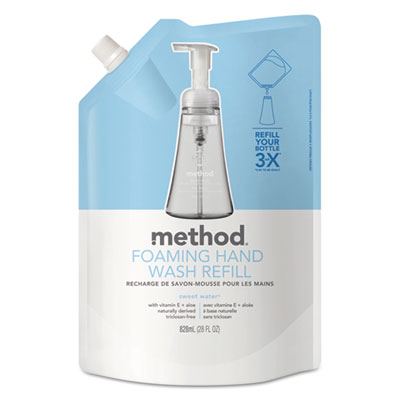 REFILL
YOUR
BOTTLE
3X*
method.
FOAMING HAND
WASH REFILL
RECHARGE DE SAVON-MOUSSE POUR LES MAINS
sweet water
with vitamin E + aloe
naturally derived
triclosan-free
avec vitamine E + aloès
à base naturelle
sans triclosan
828mL (28 FL OZ)